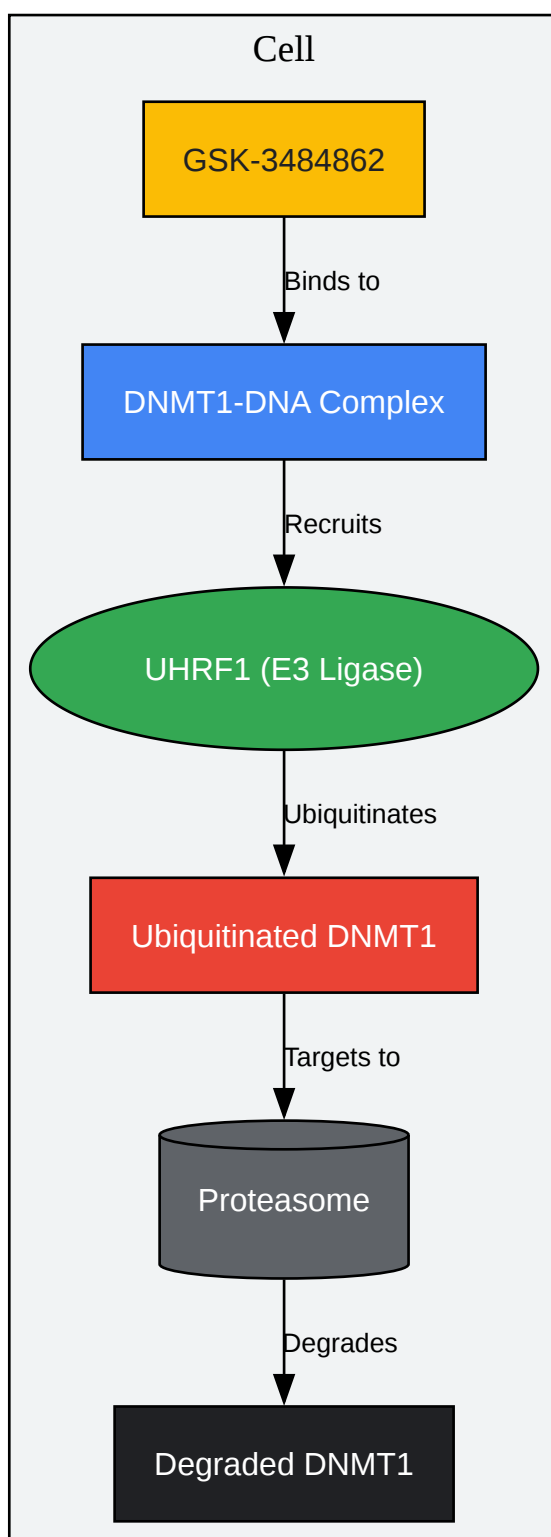 Cell
GSK-3484862
Binds to
DNMT1-DNA Complex
Recruits
UHRF1 (E3 Ligase)
Ubiquitinates
Ubiquitinated DNMT1
Targets to
Proteasome
Degrades
Degraded DNMT1